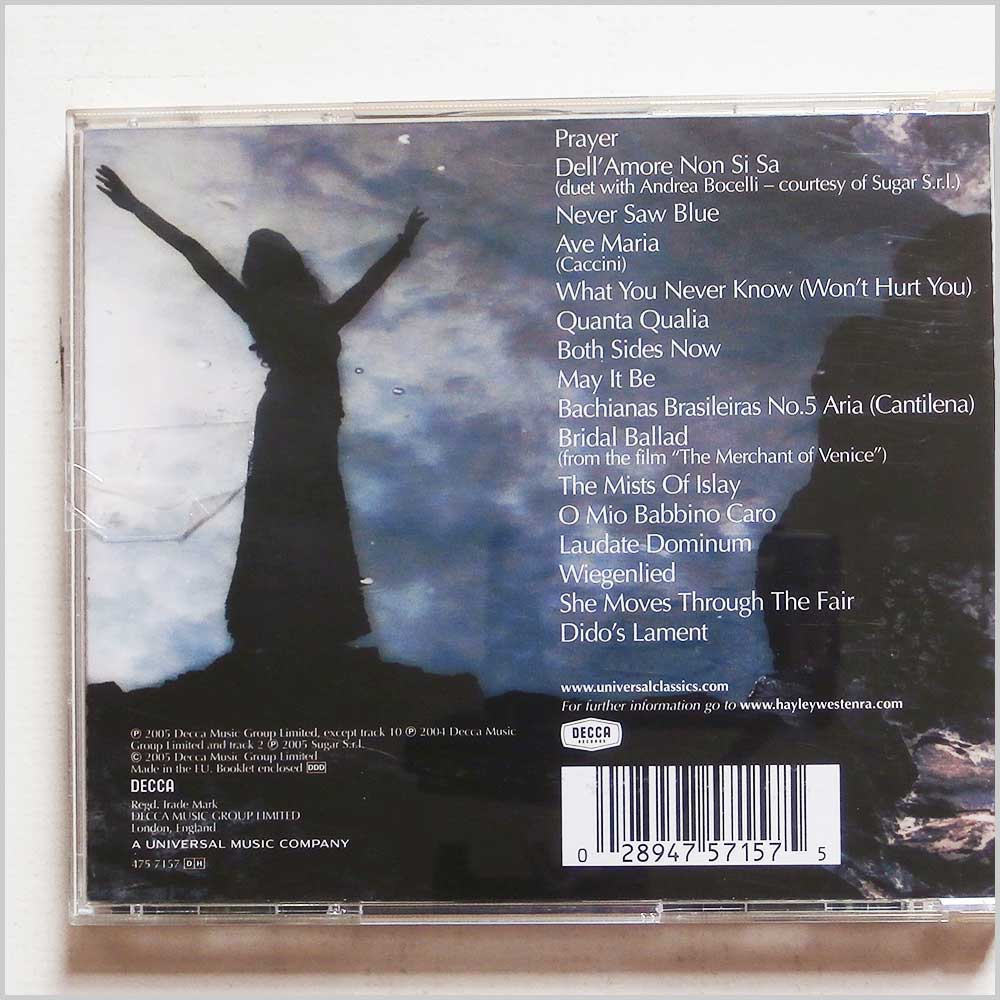 Prayer
Dell'Amore Non Si Sa
(duet with Andrea Bocelli – courtesy of Sugar S.r.l.)
Never Saw Blue
Ave Maria
(Caccini)
What You Never Know (Won't Hurt You)
Quanta Qualia
Both Sides Now
May It Be
Bachianas Brasileiras No.5 Aria (Cantilena)
Bridal Ballad
(from the film "The Merchant of Venice")
The Mists Of Islay
O Mio Babbino Caro
Laudate Dominum
Wiegenlied
She Moves Through The Fair
Dido's Lament
www.universalclassics.com
For further information go to www.hayleywestenra.com
DECCA
RECORDS
℗ 2005 Decca Music Group Limited, except track 10 ℗ 2004 Decca Music
Group Limited and track 2 ℗ 2005 Sugar S.r.l.
© 2005 Decca Music Group Limited
Made in the E.U. Booklet enclosed DDD
DECCA
Regd. Trade Mark
DECCA MUSIC GROUP LIMITED
London, England
A UNIVERSAL MUSIC COMPANY
475 7157 DH
0 28947 57157 5